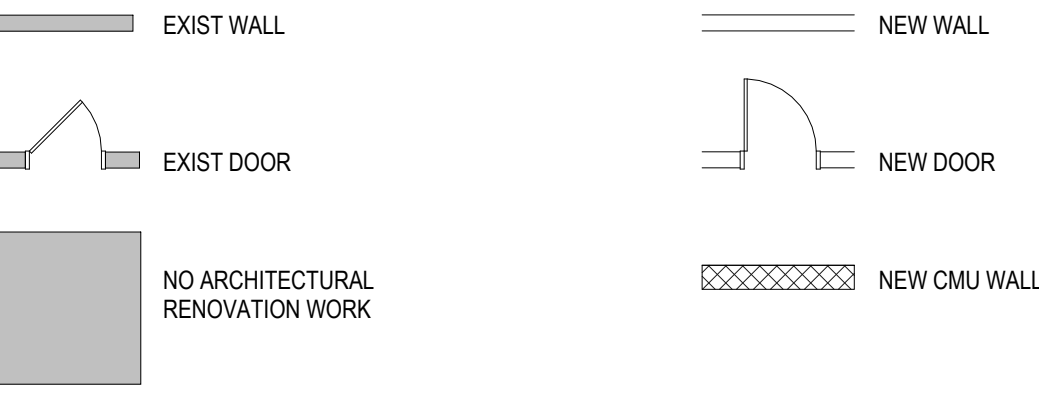 EXIST WALL
NEW WALL
EXIST DOOR
NEW DOOR
NO ARCHITECTURAL
RENOVATION WORK
NEW CMU WALL